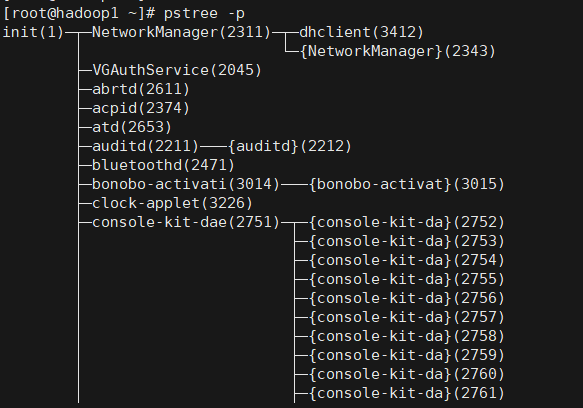 [root@hadoop1 ~]# pstree -p
init(1)─┬─NetworkManager(2311)─┬─dhclient(3412)
        │                      └─{NetworkManager}(2343)
        ├─VGAuthService(2045)
        ├─abrtd(2611)
        ├─acpid(2374)
        ├─atd(2653)
        ├─auditd(2211)───{auditd}(2212)
        ├─bluetoothd(2471)
        ├─bonobo-activati(3014)───{bonobo-activat}(3015)
        ├─clock-applet(3226)
        ├─console-kit-dae(2751)─┬─{console-kit-da}(2752)
        │                       ├─{console-kit-da}(2753)
        │                       ├─{console-kit-da}(2754)
        │                       ├─{console-kit-da}(2755)
        │                       ├─{console-kit-da}(2756)
        │                       ├─{console-kit-da}(2757)
        │                       ├─{console-kit-da}(2758)
        │                       ├─{console-kit-da}(2759)
        │                       ├─{console-kit-da}(2760)
        │                       ├─{console-kit-da}(2761)